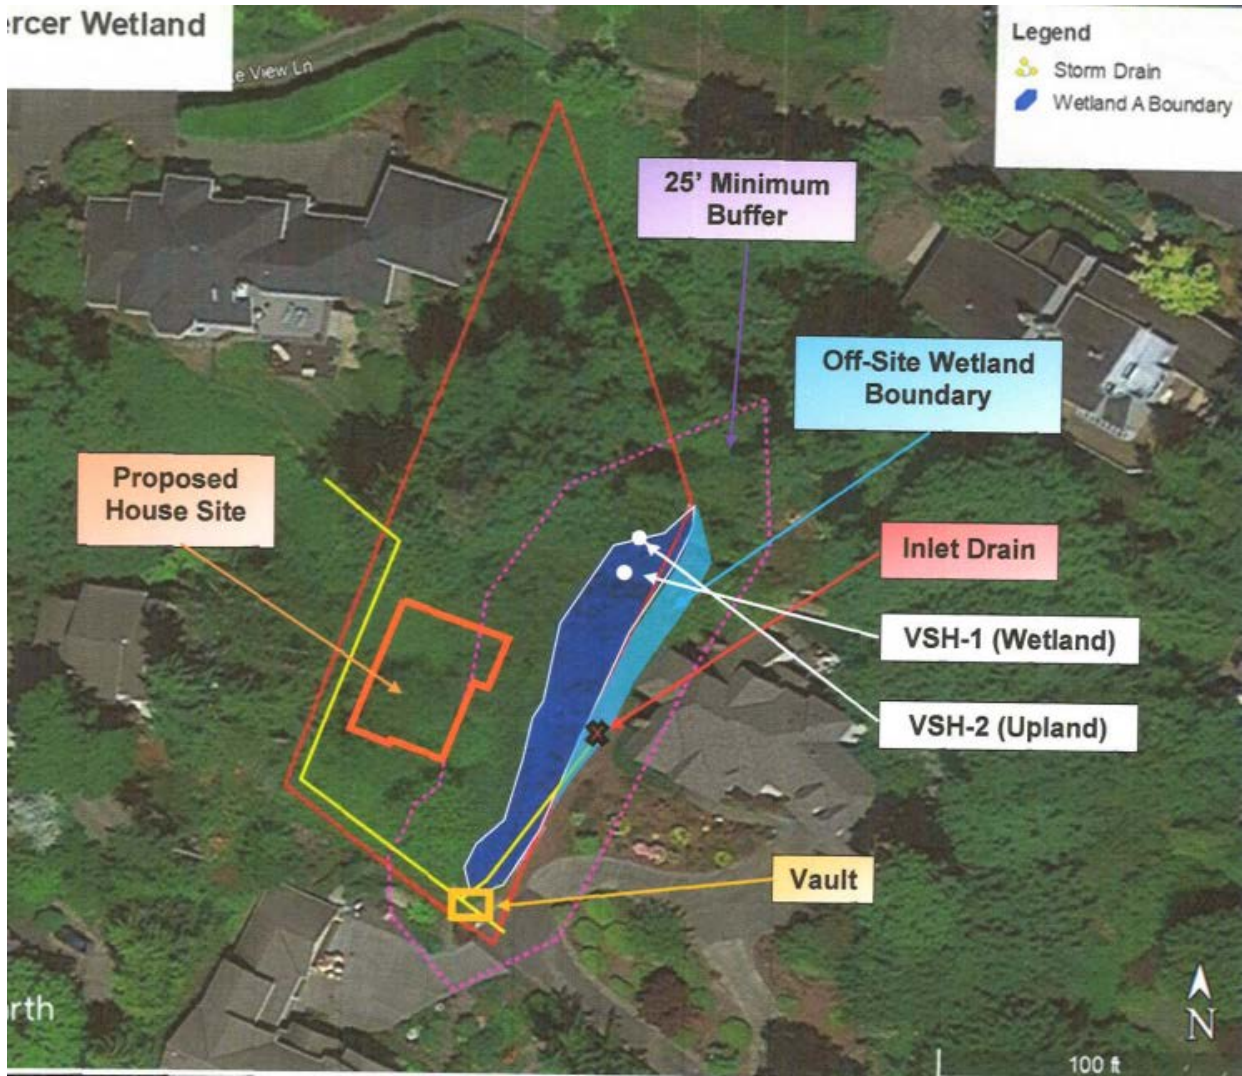 ercer Wetland
e View Ln
Legend
Storm Drain
Wetland A Boundary
25’ Minimum
Buffer
Off-Site Wetland
Boundary
Proposed
House Site
Inlet Drain
VSH-1 (Wetland)
VSH-2 (Upland)
Vault
rth
N
100 ft